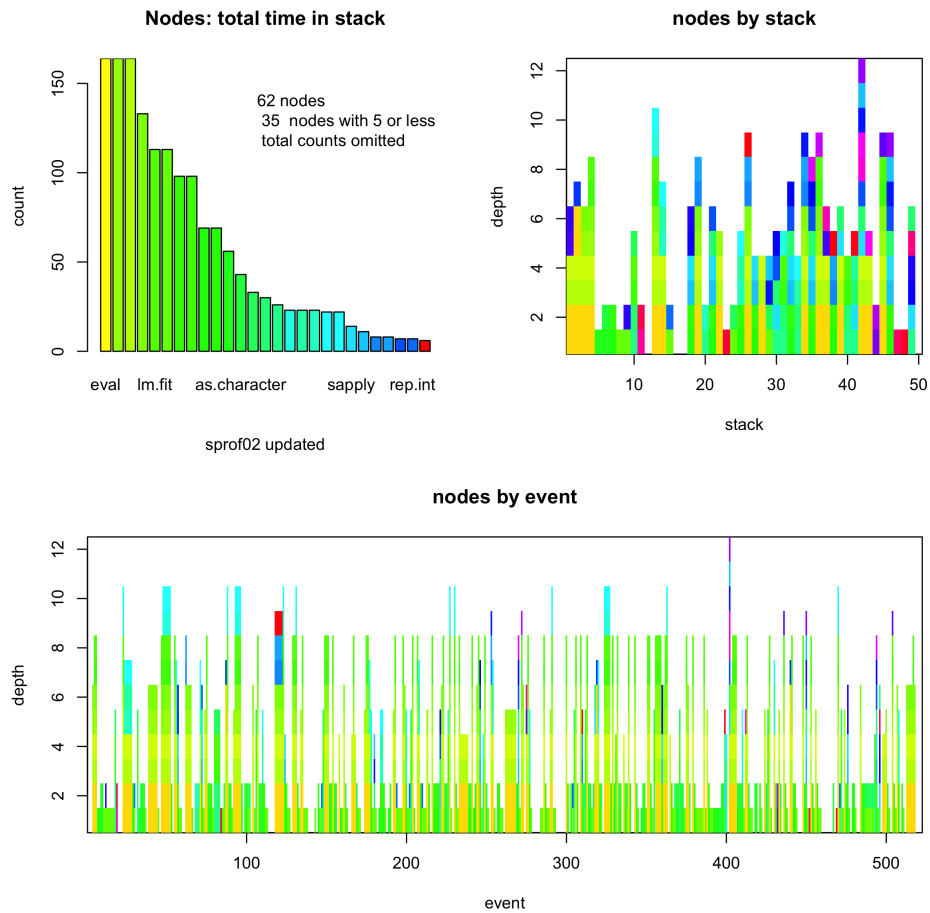 Nodes: total time in stack
count
0
50
100
150
62 nodes
35 nodes with 5 or less
total counts omitted
eval
lm.fit
as.character
sapply
rep.int
sprof02 updated
nodes by stack
depth
2
4
6
8
10
12
10
20
30
40
50
stack
nodes by event
depth
2
4
6
8
10
12
100
200
300
400
500
event